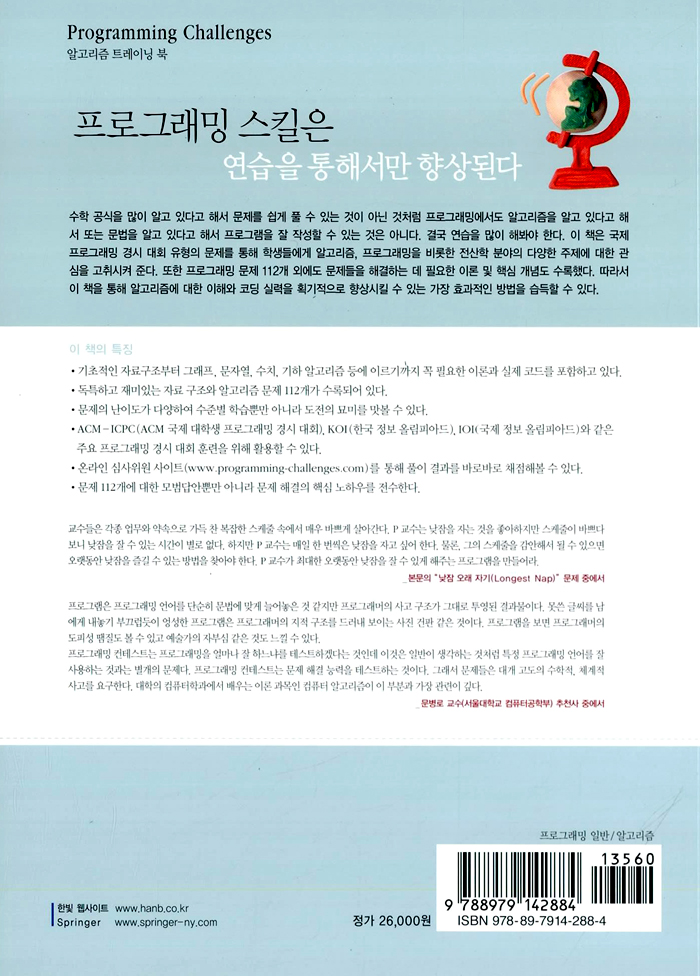 Programming Challenges
알고리즘 트레이닝 북
프로그래밍 스킬은
연습을 통해서만 향상된다
수학 공식을 많이 알고 있다고 해서 문제를 쉽게 풀 수 있는 것이 아닌 것처럼 프로그래밍에서도 알고리즘을 알고 있다고 해
서 또는 문법을 알고 있다고 해서 프로그램을 잘 작성할 수 있는 것은 아니다. 결국 연습을 많이 해봐야 한다. 이 책은 국제
프로그래밍 경시 대회 유형의 문제를 통해 학생들에게 알고리즘, 프로그래밍을 비롯한 전산학 분야의 다양한 주제에 대한 관
심을 고취시켜 준다. 또한 프로그래밍 문제 112개 외에도 문제들을 해결하는 데 필요한 이론 및 핵심 개념도 수록했다. 따라서
이 책을 통해 알고리즘에 대한 이해와 코딩 실력을 획기적으로 향상시킬 수 있는 가장 효과적인 방법을 습득할 수 있다.
이 책의 특징
• 기초적인 자료구조부터 그래프, 문자열, 수치, 기하 알고리즘 등에 이르기까지 꼭 필요한 이론과 실제 코드를 포함하고 있다.
• 독특하고 재미있는 자료 구조와 알고리즘 문제 112개가 수록되어 있다.
• 문제의 난이도가 다양하여 수준별 학습뿐만 아니라 도전의 묘미를 맛볼 수 있다.
• ACM-ICPC(ACM 국제 대학생 프로그래밍 경시 대회), KOI(한국 정보 올림피아드), IOI(국제 정보 올림피아드)와 같은
주요 프로그래밍 경시 대회 훈련을 위해 활용할 수 있다.
• 온라인 심사위원 사이트(www.programming-challenges.com)를 통해 풀이 결과를 바로바로 채점해볼 수 있다.
• 문제 112개에 대한 모범답안뿐만 아니라 문제 해결의 핵심 노하우를 전수한다.
교수들은 각종 업무와 약속으로 가득 찬 복잡한 스케줄 속에서 매우 바쁘게 살아간다. P 교수는 낮잠을 자는 것을 좋아하지만 스케줄이 바쁘다
보니 낮잠을 잘 수 있는 시간이 별로 없다. 하지만 P 교수는 매일 한 번씩은 낮잠을 자고 싶어 한다. 물론, 그의 스케줄을 감안해서 될 수 있으면
오랫동안 낮잠을 즐길 수 있는 방법을 찾아야 한다. P 교수가 최대한 오랫동안 낮잠을 잘 수 있게 해주는 프로그램을 만들어라.
본문의 "낮잠 오래 자기(Longest Nap)" 문제 중에서
프로그램은 프로그래밍 언어를 단순히 문법에 맞게 늘어놓은 것 같지만 프로그래머의 사고 구조가 그대로 투영된 결과물이다. 못쓴 글씨를 남
에게 내놓기 부끄럽듯이 엉성한 프로그램은 프로그래머의 지적 구조를 드러내 보이는 사진 건판 같은 것이다. 프로그램을 보면 프로그래머의
도피성 땜질도 볼 수 있고 예술가의 자부심 같은 것도 느낄 수 있다.
프로그래밍 컨테스트는 프로그래밍을 얼마나 잘 하느냐를 테스트하겠다는 것인데 이것은 일반이 생각하는 것처럼 특정 프로그래밍 언어를 잘
사용하는 것과는 별개의 문제다. 프로그래밍 컨테스트는 문제 해결 능력을 테스트하는 것이다. 그래서 문제들은 대개 고도의 수학적, 체계적
사고를 요구한다. 대학의 컴퓨터학과에서 배우는 이론 과목인 컴퓨터 알고리즘이 이 부분과 가장 관련이 깊다.
문병로 교수(서울대학교 컴퓨터공학부) 추천사 중에서
프로그래밍 일반/알고리즘
13560
9 788979 142884
ISBN 978-89-7914-288-4
정가 26,000원
한빛 웹사이트 www.hanb.co.kr
Springer www.springer-ny.com